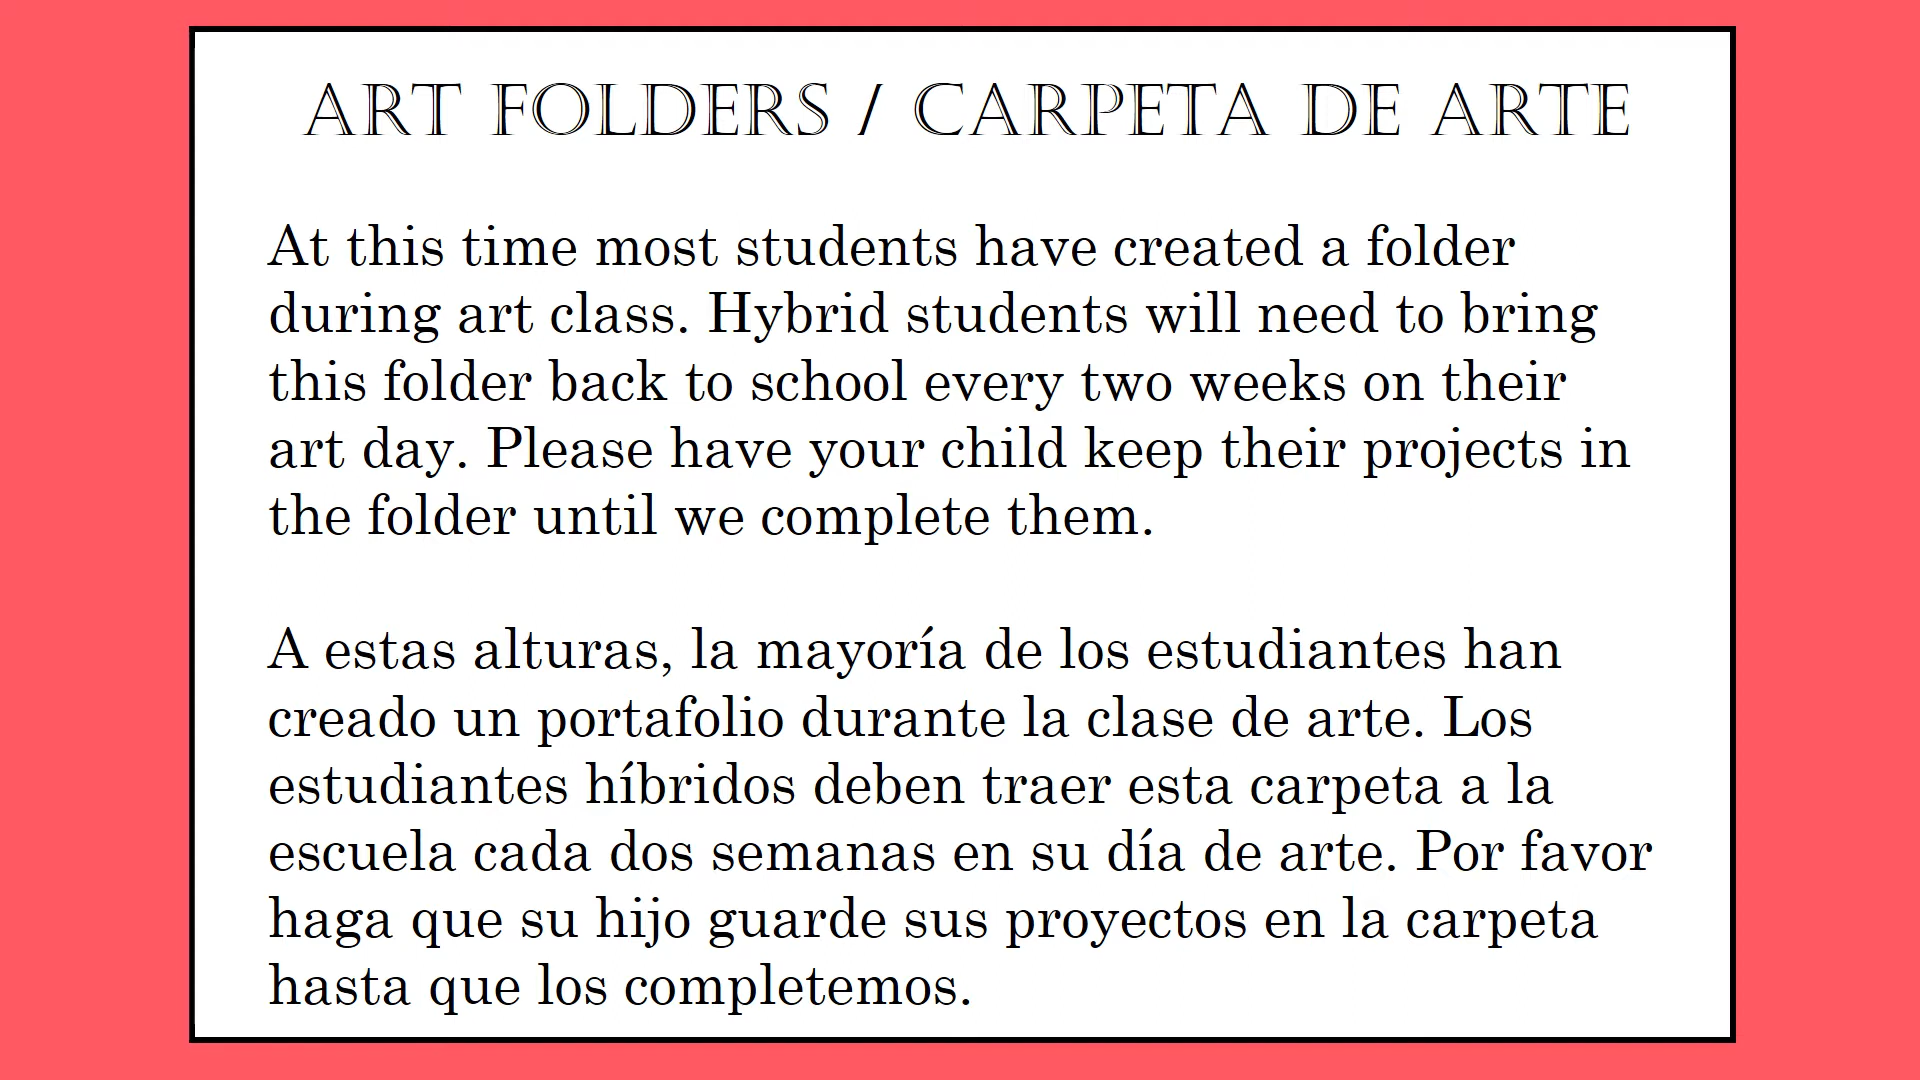 ART FOLDERS / CARPETA DE ARTE
At this time most students have created a folder
during art class. Hybrid students will need to bring
this folder back to school every two weeks on their
art day. Please have your child keep their projects in
the folder until we complete them.
A estas alturas, la mayoría de los estudiantes han
creado un portafolio durante la clase de arte. Los
estudiantes híbridos deben traer esta carpeta a la
escuela cada dos semanas en su día de arte. Por favor
haga que su hijo guarde sus proyectos en la carpeta
hasta que los completemos.